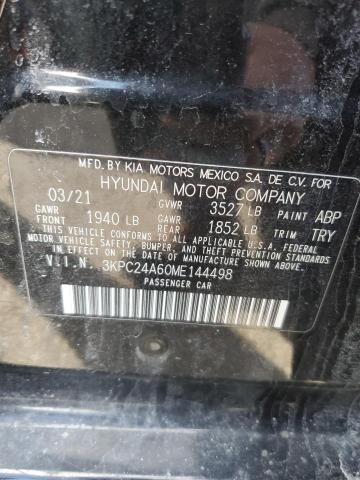 MFD. BY KIA MOTORS MEXICO S.A. DE C.V. FOR
HYUNDAI MOTOR COMPANY
03/21 GVWR 3527 LB PAINT ABP
GAWR FRONT 1940 LB GAWR REAR 1852 LB TRIM TRY
THIS VEHICLE CONFORMS TO ALL APPLICABLE U.S.A. FEDERAL
MOTOR VEHICLE SAFETY, BUMPER, AND THEFT PREVENTION STANDARDS
IN EFFECT ON THE DATE OF MANUFACTURE SHOWN ABOVE.
V.I.N. 3KPC24A60ME144498
PASSENGER CAR